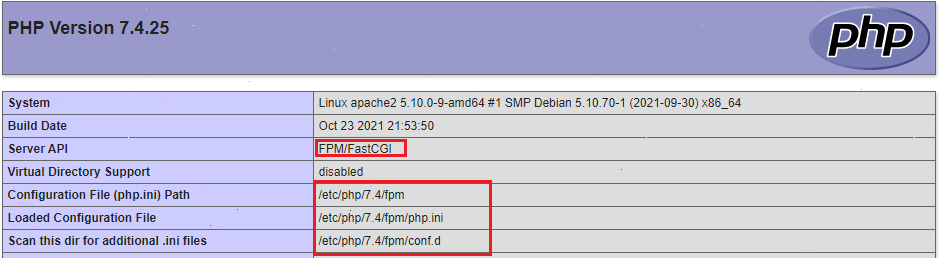 PHP Version 7.4.25
php
System Linux apache2 5.10.0-9-amd64 #1 SMP Debian 5.10.70-1 (2021-09-30) x86_64
Build Date Oct 23 2021 21:53:50
Server API FPM/FastCGI
Virtual Directory Support disabled
Configuration File (php.ini) Path /etc/php/7.4/fpm
Loaded Configuration File /etc/php/7.4/fpm/php.ini
Scan this dir for additional .ini files /etc/php/7.4/fpm/conf.d